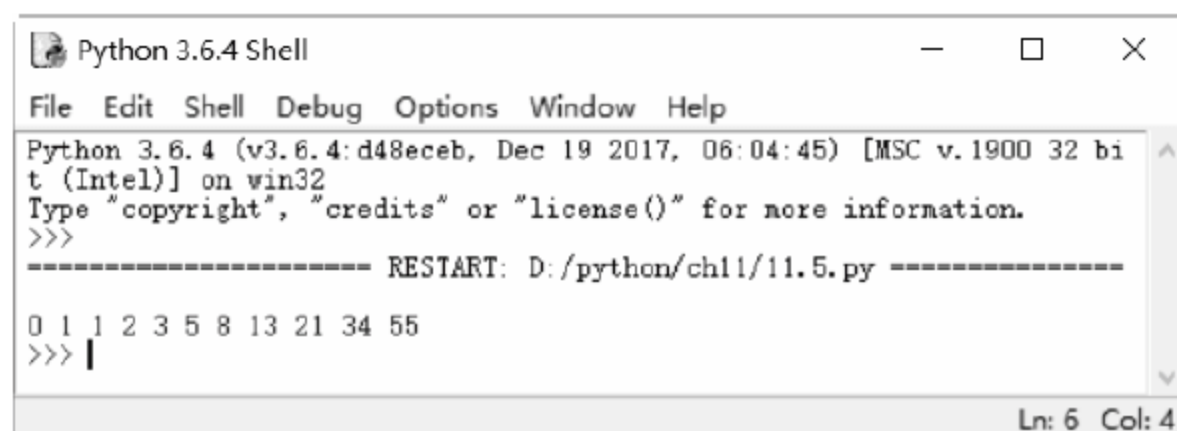 Python 3.6.4 Shell
File Edit Shell Debug Options Window Help
Python 3.6.4 (v3.6.4:d48eceb, Dec 19 2017, 06:04:45) [MSC v.1900 32 bi
t (Intel)] on win32
Type "copyright", "credits" or "license()" for more information.
>>>
====================== RESTART: D:/python/ch11/11.5.py ===============
0 1 1 2 3 5 8 13 21 34 55
>>>
Ln: 6 Col: 4